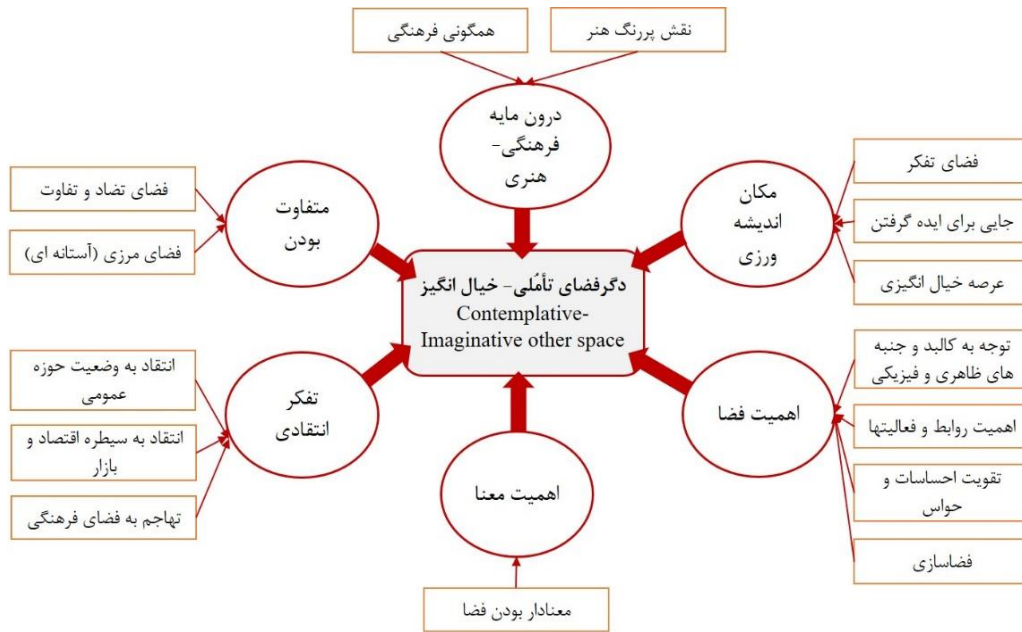 همگونی فرهنگی
نقش پررنگ هنر
درون مایه
فرهنگی-
هنری
مکان
اندیشه
ورزی
فضای تفکر
جایی برای ایده گرفتن
عرصه خیال انگیزی
متفاوت
بودن
فضای تضاد و تفاوت
فضای مرزی (آستانه ای)
دگرفضای تأمُلی- خیال انگیز
Contemplative-
Imaginative other space
تفکر
انتقادی
انتقاد به وضعیت حوزه
عمومی
انتقاد به سیطره اقتصاد و
بازار
تهاجم به فضای فرهنگی
اهمیت فضا
توجه به کالبد و جنبه
های ظاهری و فیزیکی
اهمیت روابط و فعالیتها
تقویت احساسات و
حواس
فضاسازی
اهمیت معنا
معنادار بودن فضا